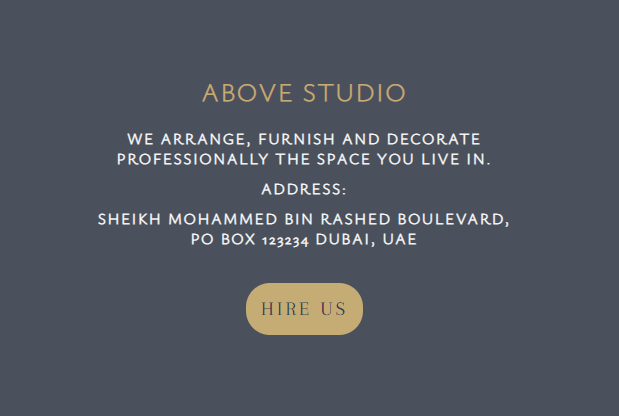 ABOVE STUDIO
WE ARRANGE, FURNISH AND DECORATE
PROFESSIONALLY THE SPACE YOU LIVE IN.
ADDRESS:
SHEIKH MOHAMMED BIN RASHED BOULEVARD,
PO BOX 123234 DUBAI, UAE
HIRE US